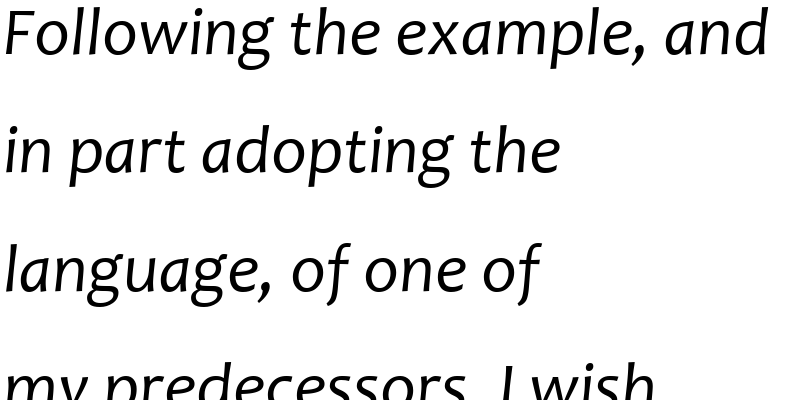 Following the example, and
in part adopting the
language, of one of
my predecessors, I wish